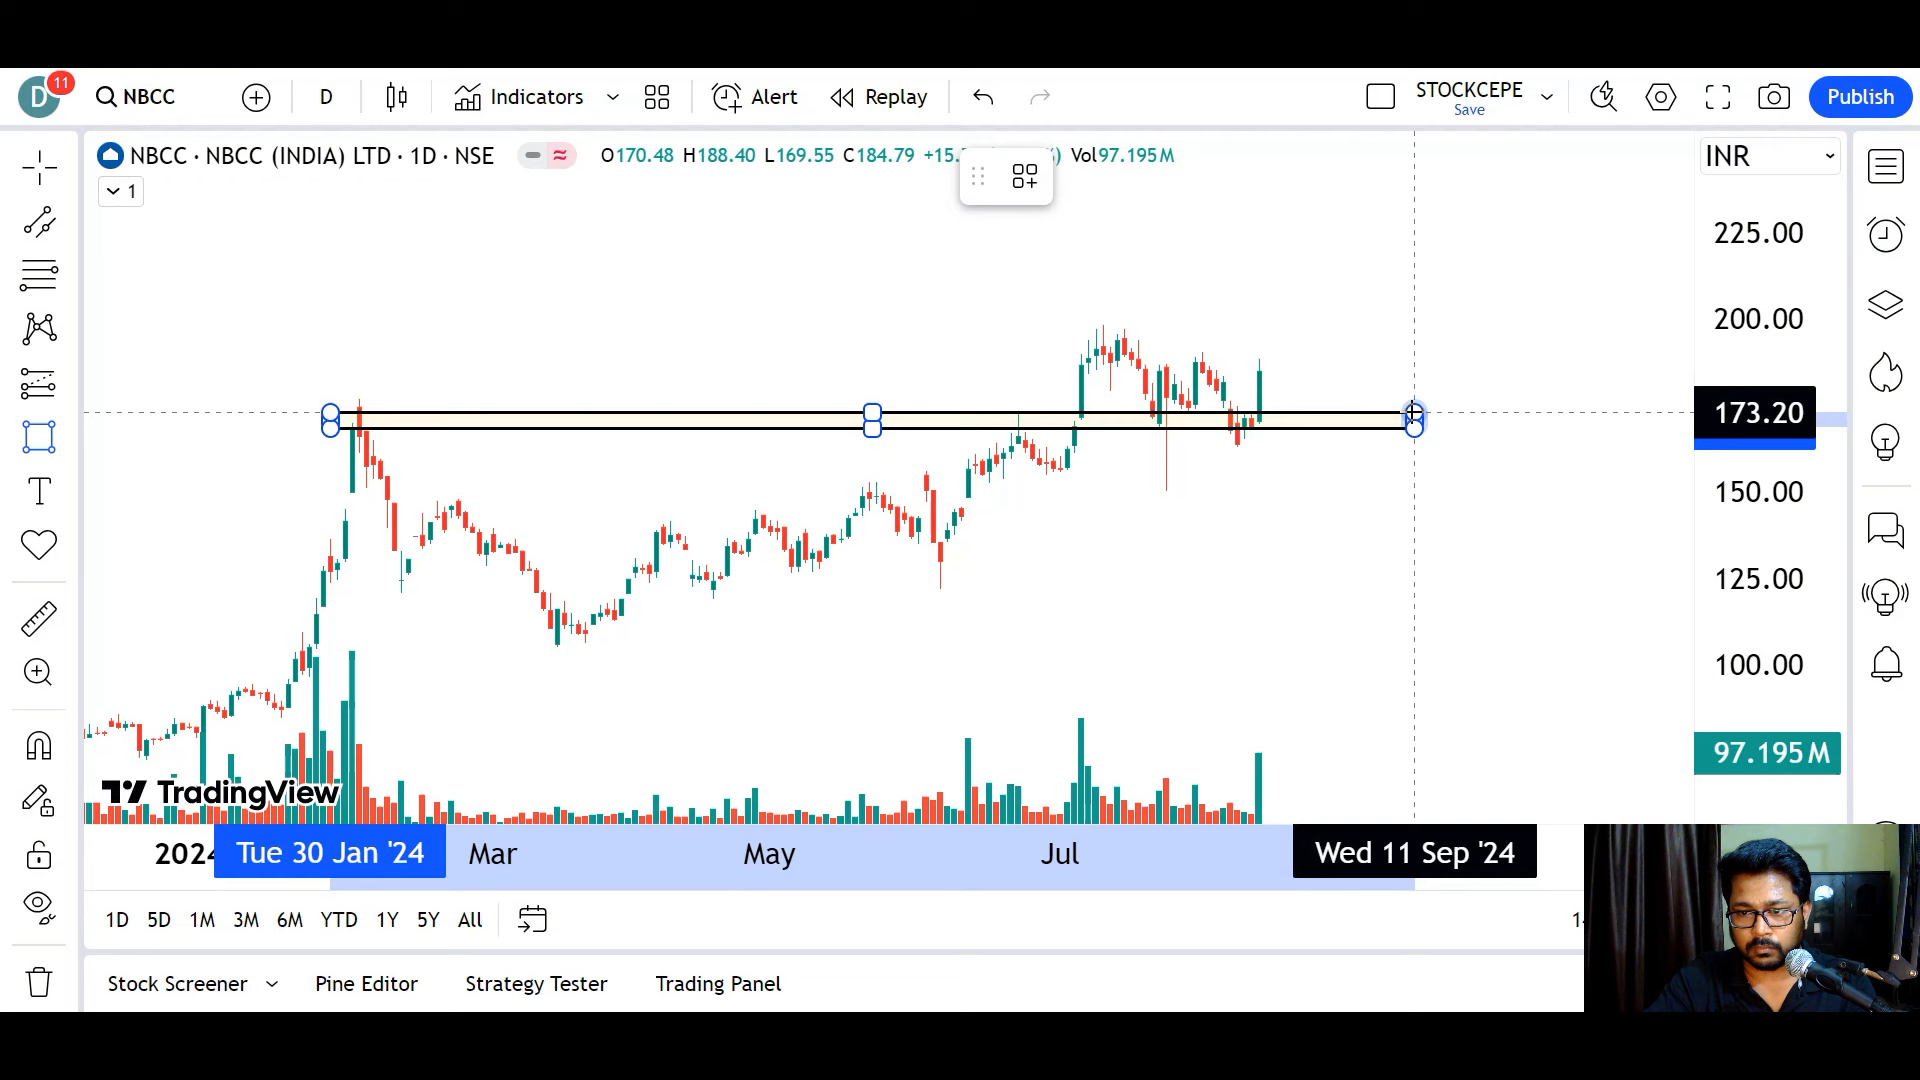 D
11
NBCC
D
Indicators
Alert
Replay
STOCKCEPE
Save
Publish
NBCC · NBCC (INDIA) LTD · 1D · NSE
O170.48 H188.40 L169.55 C184.79 Vol97.195M
1
INR
225.00
200.00
173.20
150.00
125.00
100.00
97.195M
TradingView
Tue 30 Jan '24
Mar
May
Jul
Wed 11 Sep '24
1D 5D 1M 3M 6M YTD 1Y 5Y All
Stock Screener
Pine Editor
Strategy Tester
Trading Panel
T